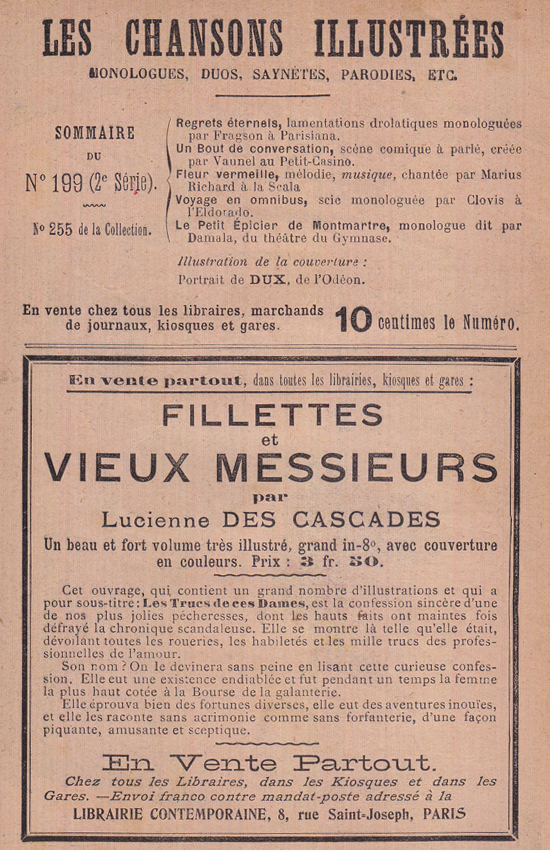 LES CHANSONS ILLUSTRÉES
MONOLOGUES, DUOS, SAYNÈTES, PARODIES, ETC.
SOMMAIRE
DU
Nº 199 (2e Série).
Nº 255 de la Collection.
Regrets éternels, lamentations drolatiques monologuées
par Fragson à Parisiana.
Un Bout de conversation, scène comique à parlé, créée
par Vaunel au Petit-Casino.
Fleur vermeille, mélodie, musique, chantée par Marius
Richard à la Scala
Voyage en omnibus, scie monologuée par Clovis à
l'Eldorado.
Le Petit Épicier de Montmartre, monologue dit par
Damala, du théâtre du Gymnase.
Illustration de la couverture :
Portrait de DUX, de l'Odéon.
En vente chez tous les libraires, marchands
de journaux, kiosques et gares.
10 centimes le Numéro.
En vente partout, dans toutes les librairies, kiosques et gares :
FILLETTES
et
VIEUX MESSIEURS
par
Lucienne DES CASCADES
Un beau et fort volume très illustré, grand in-8º, avec couverture
en couleurs. Prix : 3 fr. 50.
Cet ouvrage, qui contient un grand nombre d'illustrations et qui a
pour sous-titre : Les Trucs de ces Dames, est la confession sincère d'une
de nos plus jolies pécheresses, dont les hauts faits ont maintes fois
défrayé la chronique scandaleuse. Elle se montre là telle qu'elle était,
dévoilant toutes les roueries, les habiletés et les mille trucs des profes-
sionnelles de l'amour.
Son nom ? On le devinera sans peine en lisant cette curieuse confes-
sion. Elle eut une existence endiablée et fut pendant un temps la femme
la plus haut cotée à la Bourse de la galanterie.
Elle éprouva bien des fortunes diverses, elle eut des aventures inouïes,
et elle les raconte sans acrimonie comme sans forfanterie, d'une façon
piquante, amusante et sceptique.
En Vente Partout.
Chez tous les Libraires, dans les Kiosques et dans les
Gares. — Envoi franco contre mandat-poste adressé à la
LIBRAIRIE CONTEMPORAINE, 8, rue Saint-Joseph, PARIS